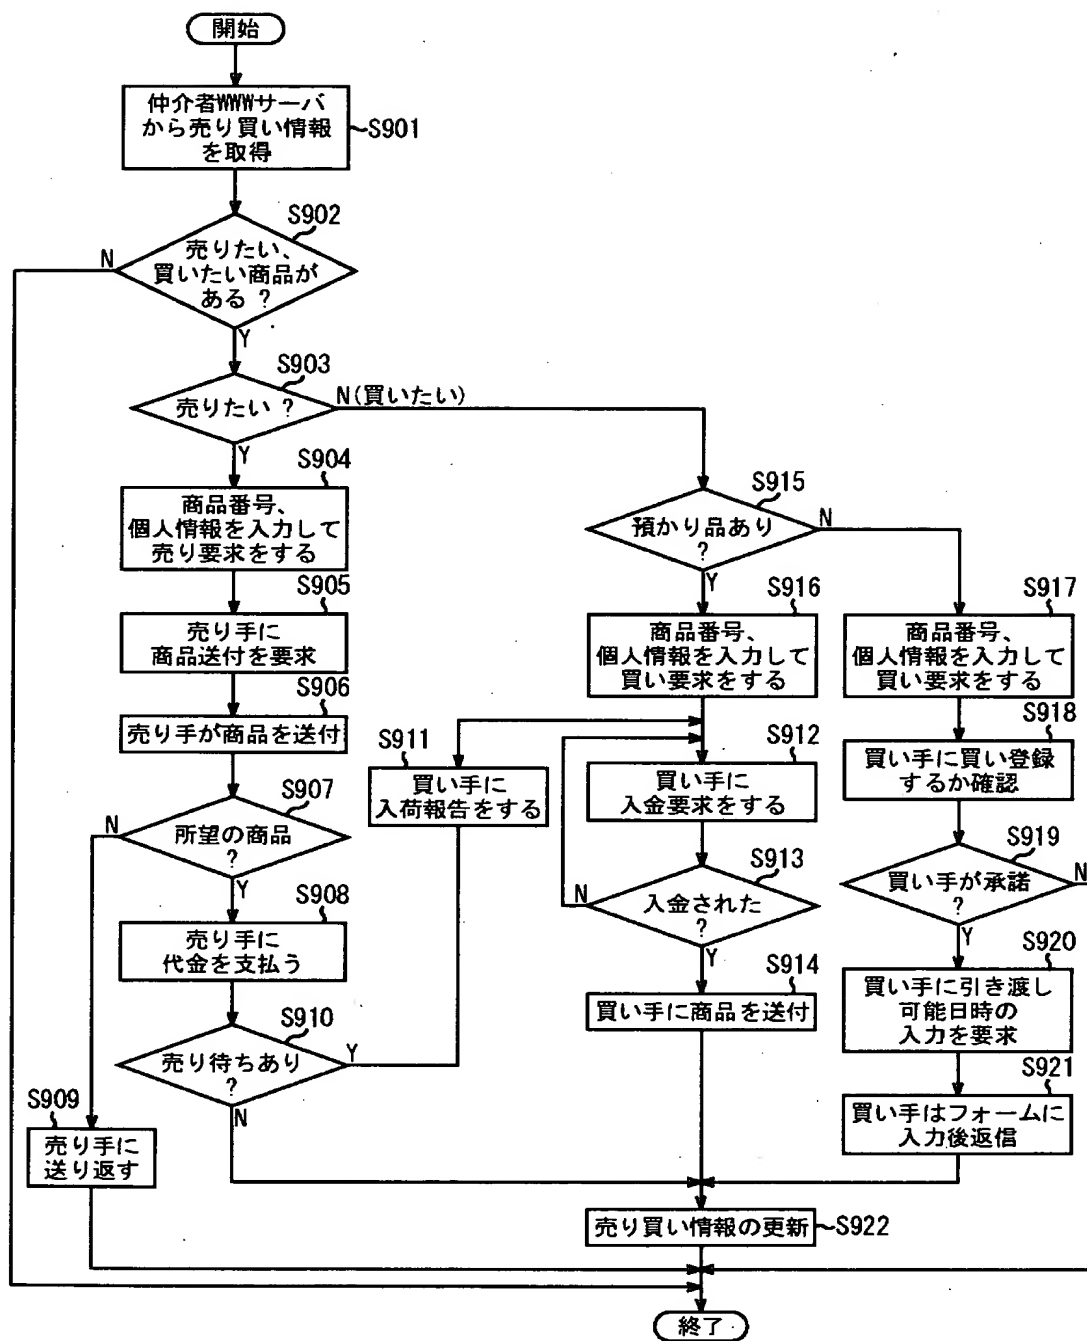 開始
仲介者WWWサーバ
から売り買い情報
を取得
S901
S902
売りたい、
買いたい商品が
ある ?
N
Y
S903
売りたい ?
N(買いたい)
Y
S904
商品番号、
個人情報を入力して
売り要求をする
S905
売り手に
商品送付を要求
S906
売り手が商品を送付
S907
所望の商品
?
N
Y
S908
売り手に
代金を支払う
S910
売り待ちあり
?
Y
N
S909
売り手に
送り返す
S911
買い手に
入荷報告をする
S915
預かり品あり
?
N
Y
S916
商品番号、
個人情報を入力して
買い要求をする
S912
買い手に
入金要求をする
S913
入金された
?
N
Y
S914
買い手に商品を送付
S917
商品番号、
個人情報を入力して
買い要求をする
S918
買い手に買い登録
するか確認
S919
買い手が承諾
?
N
Y
S920
買い手に引き渡し
可能日時の
入力を要求
S921
買い手はフォームに
入力後返信
売り買い情報の更新
S922
終了